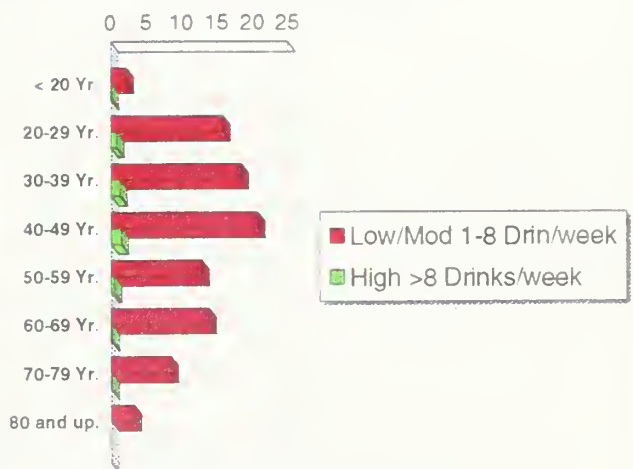 0 5 10 15 20 25
< 20 Yr.
20-29 Yr.
30-39 Yr.
40-49 Yr.
50-59 Yr.
60-69 Yr.
70-79 Yr.
80 and up.
Low/Mod 1-8 Drin/week
High >8 Drinks/week